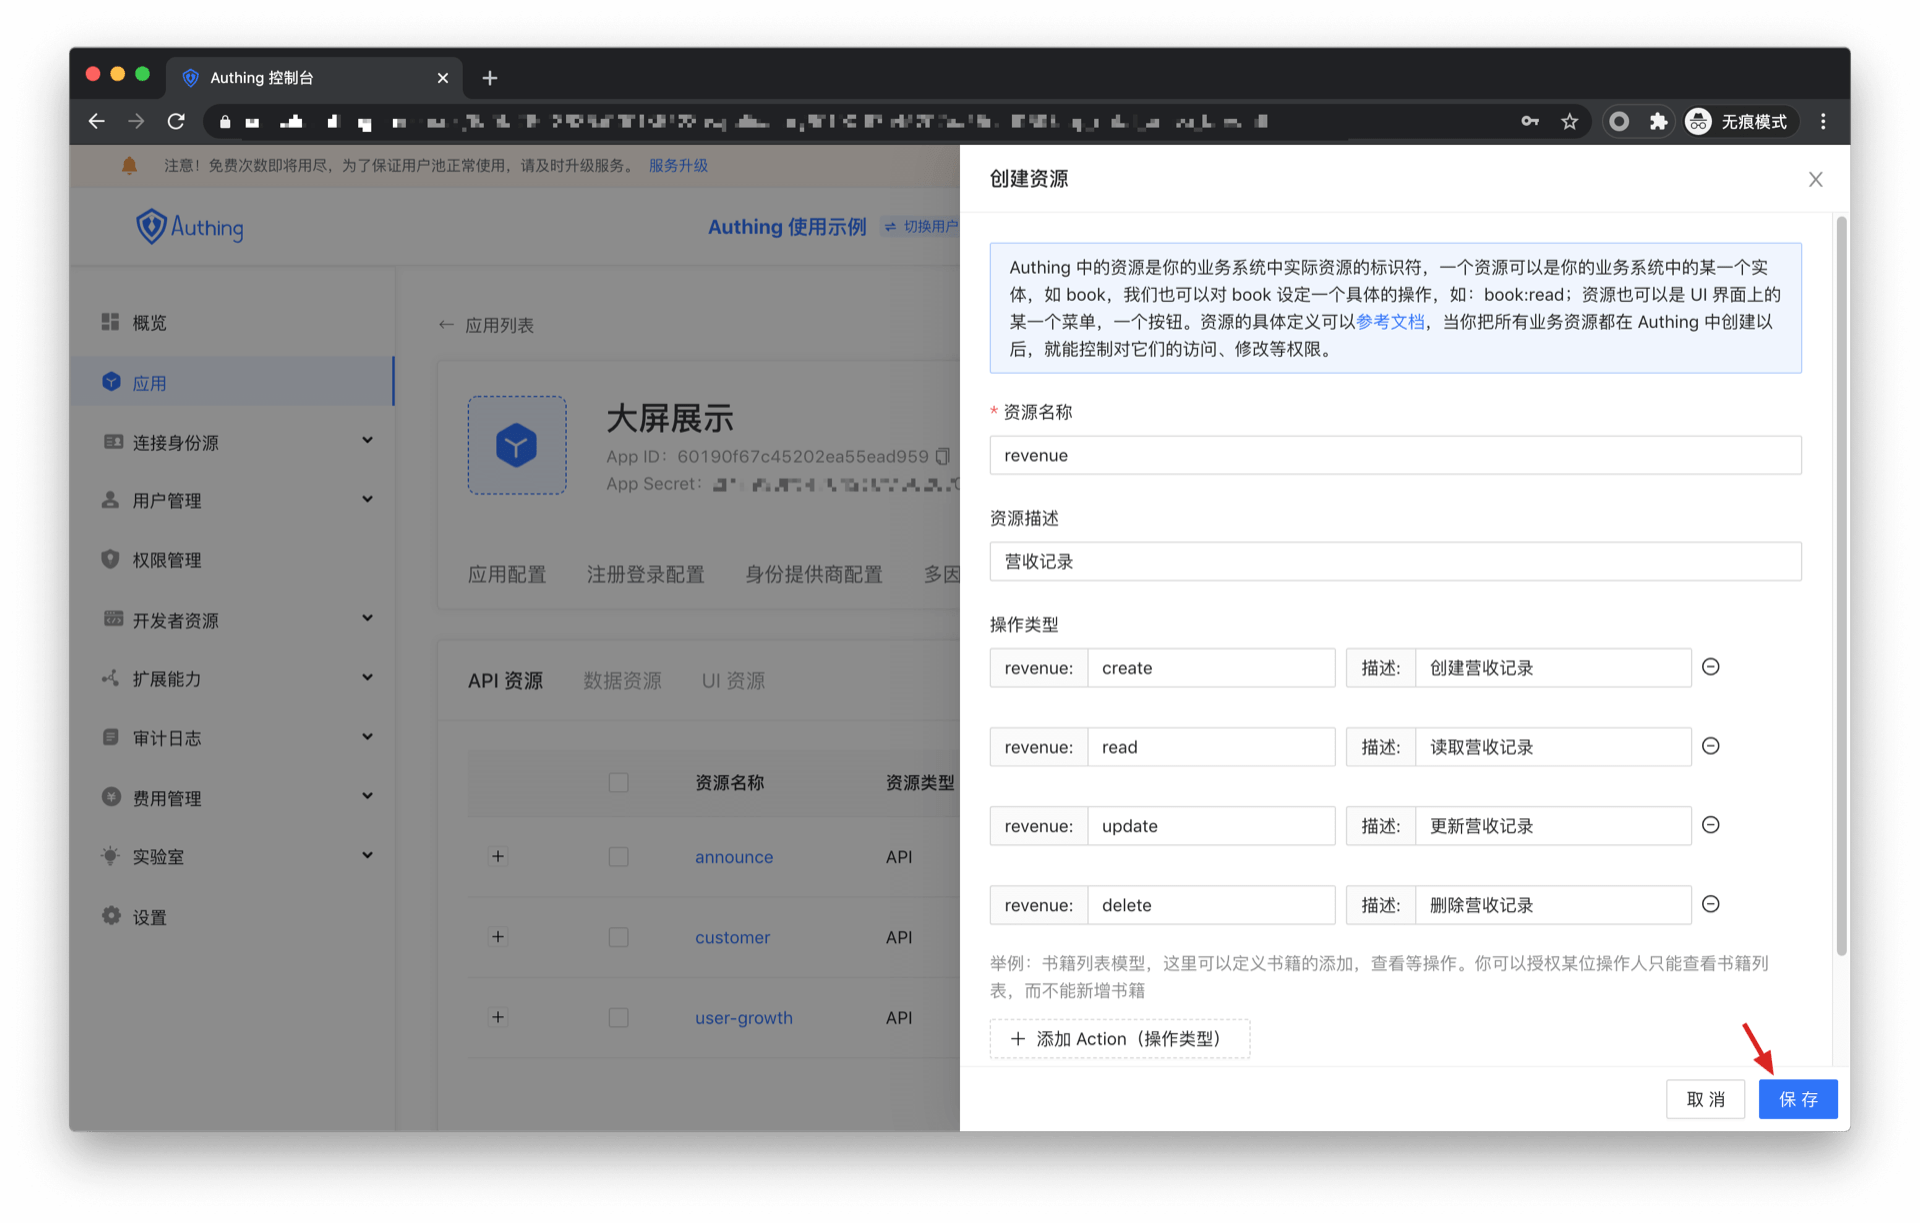 Authing 控制台
无痕模式
注意！免费次数即将用尽，为了保证用户池正常使用，请及时升级服务。 服务升级
Authing
Authing 使用示例
切换用户
概览
应用
连接身份源
用户管理
权限管理
开发者资源
扩展能力
审计日志
费用管理
实验室
设置
← 应用列表
大屏展示
App ID：60190f67c45202ea55ead959
App Secret：
应用配置 注册登录配置 身份提供商配置 多因
API 资源 数据资源 UI 资源
资源名称 资源类型
+ announce API
+ customer API
+ user-growth API
创建资源
Authing 中的资源是你的业务系统中实际资源的标识符，一个资源可以是你的业务系统中的某一个实
体，如 book，我们也可以对 book 设定一个具体的操作，如：book:read；资源也可以是 UI 界面上的
某一个菜单，一个按钮。资源的具体定义可以参考文档，当你把所有业务资源都在 Authing 中创建以
后，就能控制对它们的访问、修改等权限。
* 资源名称
revenue
资源描述
营收记录
操作类型
revenue: create 描述: 创建营收记录
revenue: read 描述: 读取营收记录
revenue: update 描述: 更新营收记录
revenue: delete 描述: 删除营收记录
举例：书籍列表模型，这里可以定义书籍的添加，查看等操作。你可以授权某位操作人只能查看书籍列
表，而不能新增书籍
+ 添加 Action（操作类型）
取 消
保 存